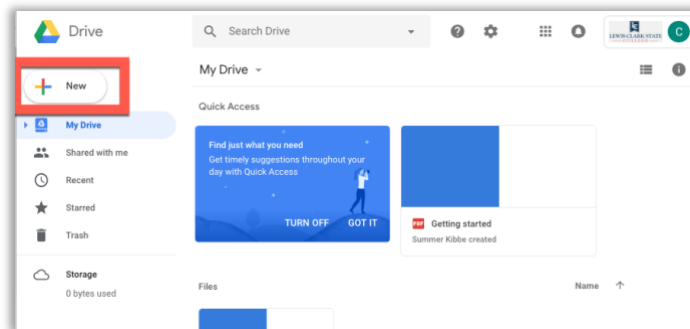 Drive
Search Drive
LEWIS-CLARK STATE
COLLEGE
C
New
My Drive
My Drive
Shared with me
Recent
Starred
Trash
Storage
0 bytes used
Quick Access
Find just what you need
Get timely suggestions throughout your
day with Quick Access
TURN OFF GOT IT
PDF Getting started
Summer Kibbe created
Files
Name